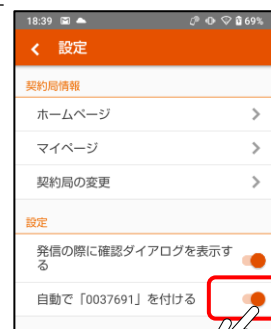 18:39 69%
設定
契約局情報
ホームページ
マイページ
契約局の変更
設定
発信の際に確認ダイアログを表示す
る
自動で「0037691」を付ける